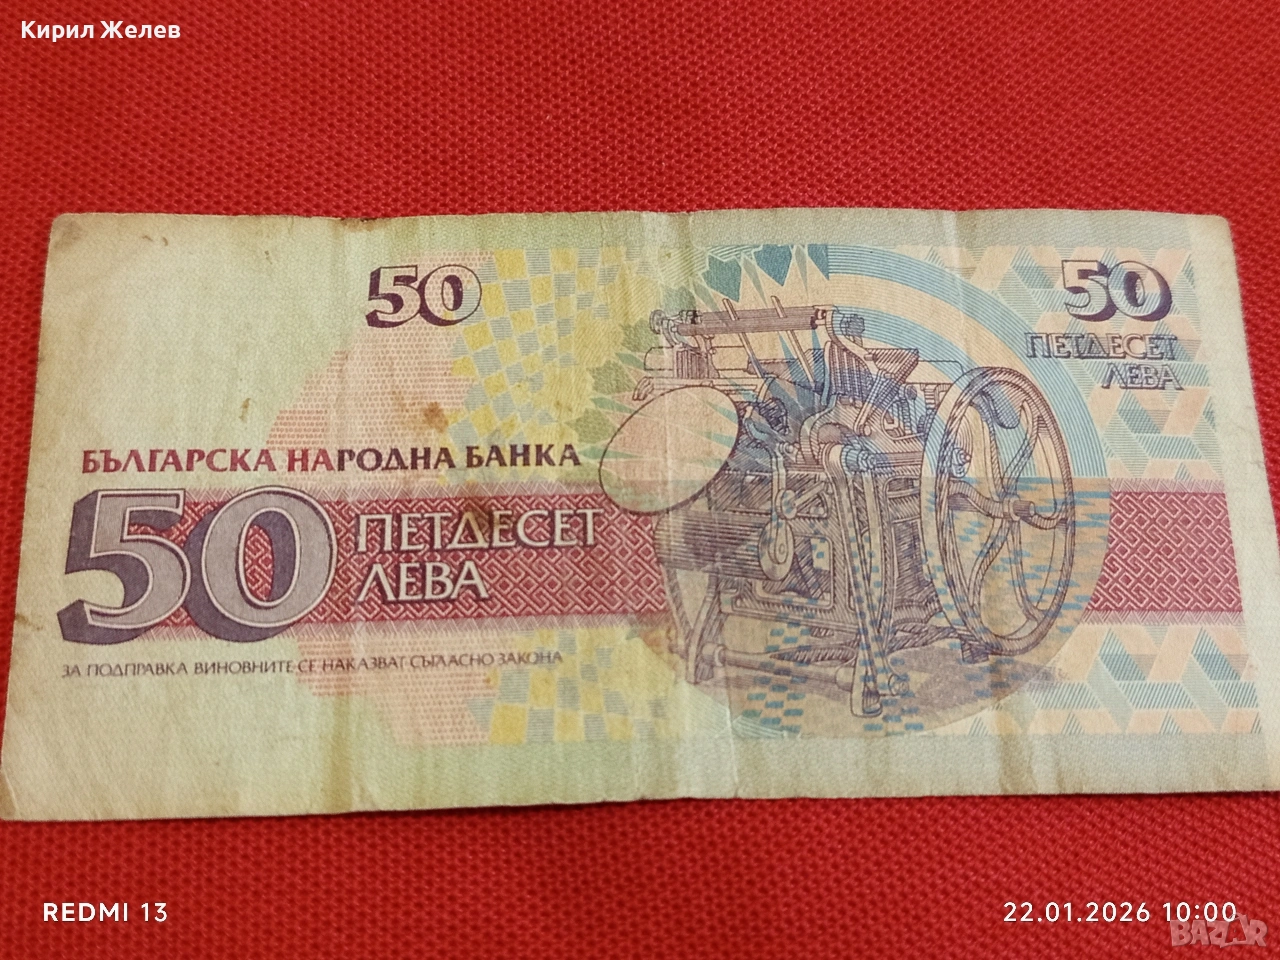 Кирил Желев
50
50
ПЕТДЕСЕТ
ЛЕВА
БЪЛГАРСКА НАРОДНА БАНКА
50 ПЕТДЕСЕТ
ЛЕВА
ЗА ПОДПРАВКА ВИНОВНИТЕ СЕ НАКАЗВАТ СЪГЛАСНО ЗАКОНА
REDMI 13
22.01.2026 10:00
BAZAR